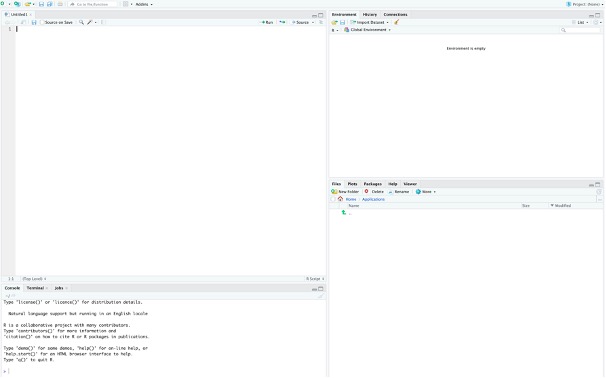 Go to file/function
Addins
Project: (None)
Untitled1
Source on Save
Run
Source
1
1:1
(Top Level)
R Script
Console Terminal Jobs
Type 'license()' or 'licence()' for distribution details.
Natural language support but running in an English locale
R is a collaborative project with many contributors.
Type 'contributors()' for more information and
'citation()' on how to cite R or R packages in publications.
Type 'demo()' for some demos, 'help()' for on-line help, or
'help.start()' for an HTML browser interface to help.
Type 'q()' to quit R.
>
Environment History Connections
Import Dataset
List
R
Global Environment
Environment is empty
Files Plots Packages Help Viewer
New Folder Delete Rename More
Home Applications
Name Size Modified
..